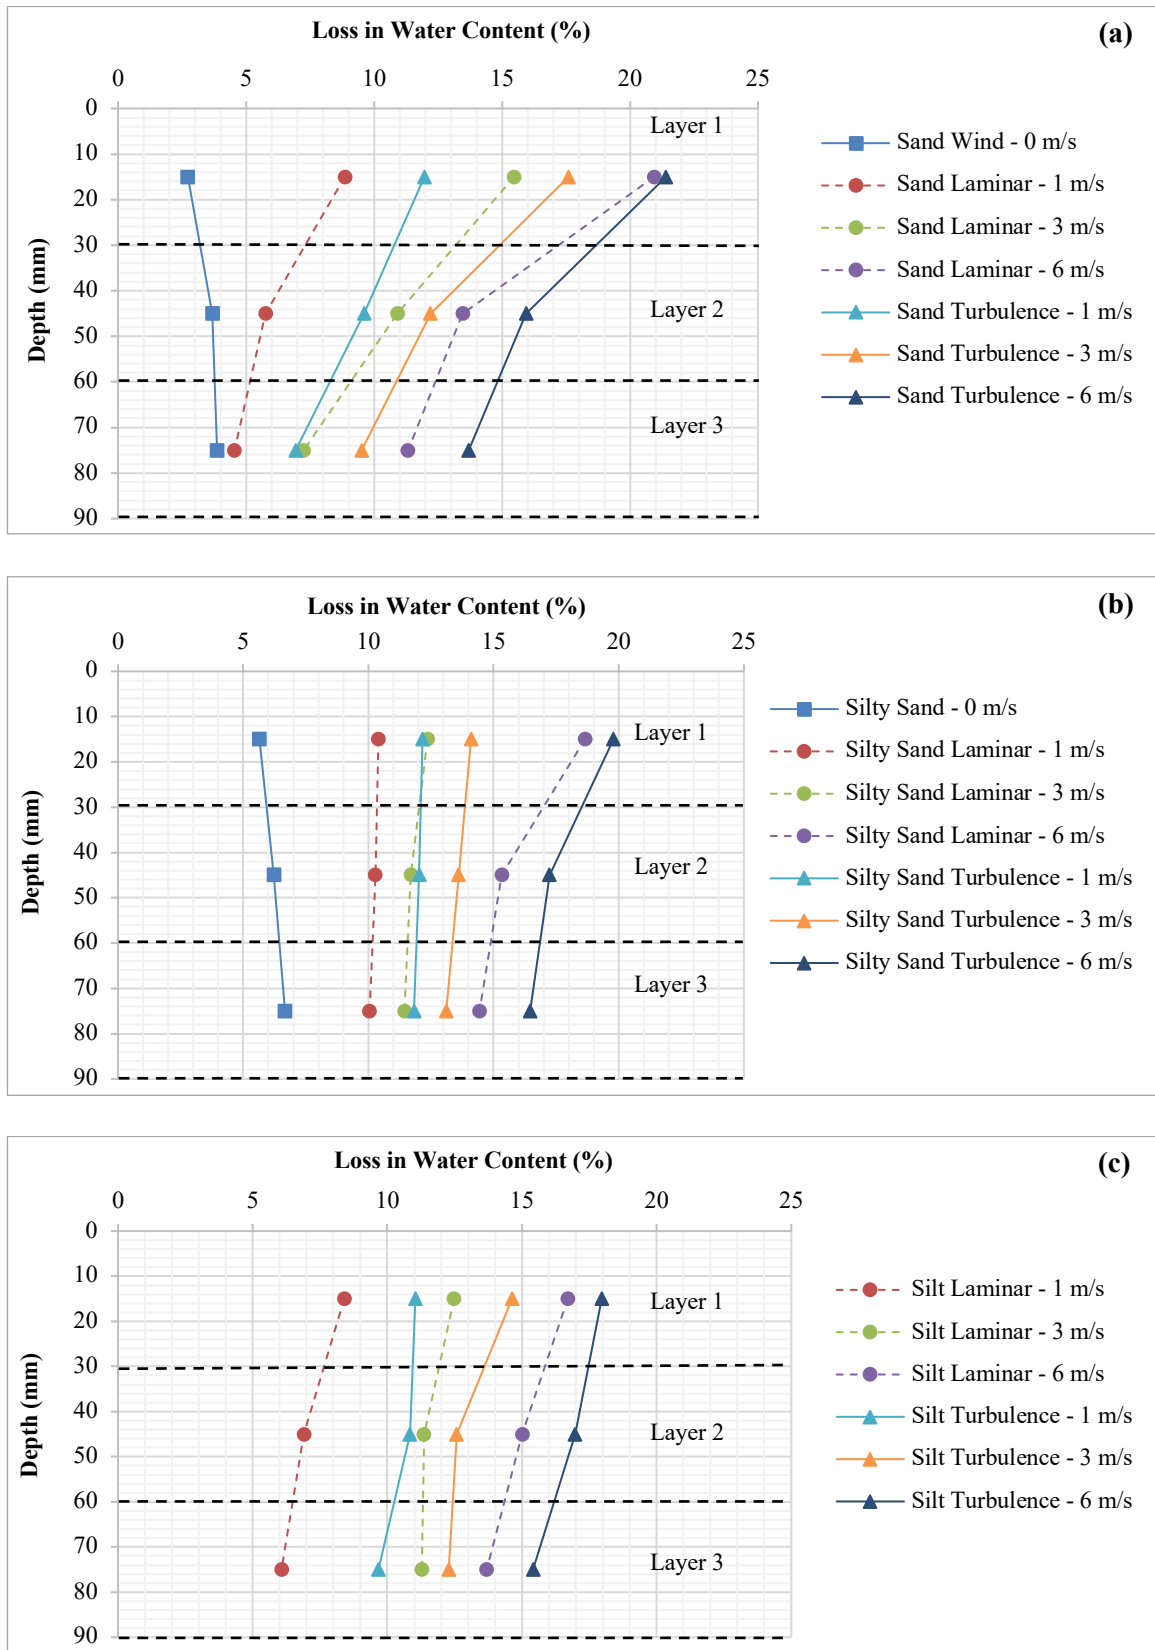 Loss in Water Content (%)
(a)
0 5 10 15 20 25
0
10
20
30
40
50
60
70
80
90
Depth (mm)
Layer 1
Layer 2
Layer 3
Sand Wind - 0 m/s
Sand Laminar - 1 m/s
Sand Laminar - 3 m/s
Sand Laminar - 6 m/s
Sand Turbulence - 1 m/s
Sand Turbulence - 3 m/s
Sand Turbulence - 6 m/s
Loss in Water Content (%)
(b)
0 5 10 15 20 25
0
10
20
30
40
50
60
70
80
90
Depth (mm)
Layer 1
Layer 2
Layer 3
Silty Sand - 0 m/s
Silty Sand Laminar - 1 m/s
Silty Sand Laminar - 3 m/s
Silty Sand Laminar - 6 m/s
Silty Sand Turbulence - 1 m/s
Silty Sand Turbulence - 3 m/s
Silty Sand Turbulence - 6 m/s
Loss in Water Content (%)
(c)
0 5 10 15 20 25
0
10
20
30
40
50
60
70
80
90
Depth (mm)
Layer 1
Layer 2
Layer 3
Silt Laminar - 1 m/s
Silt Laminar - 3 m/s
Silt Laminar - 6 m/s
Silt Turbulence - 1 m/s
Silt Turbulence - 3 m/s
Silt Turbulence - 6 m/s